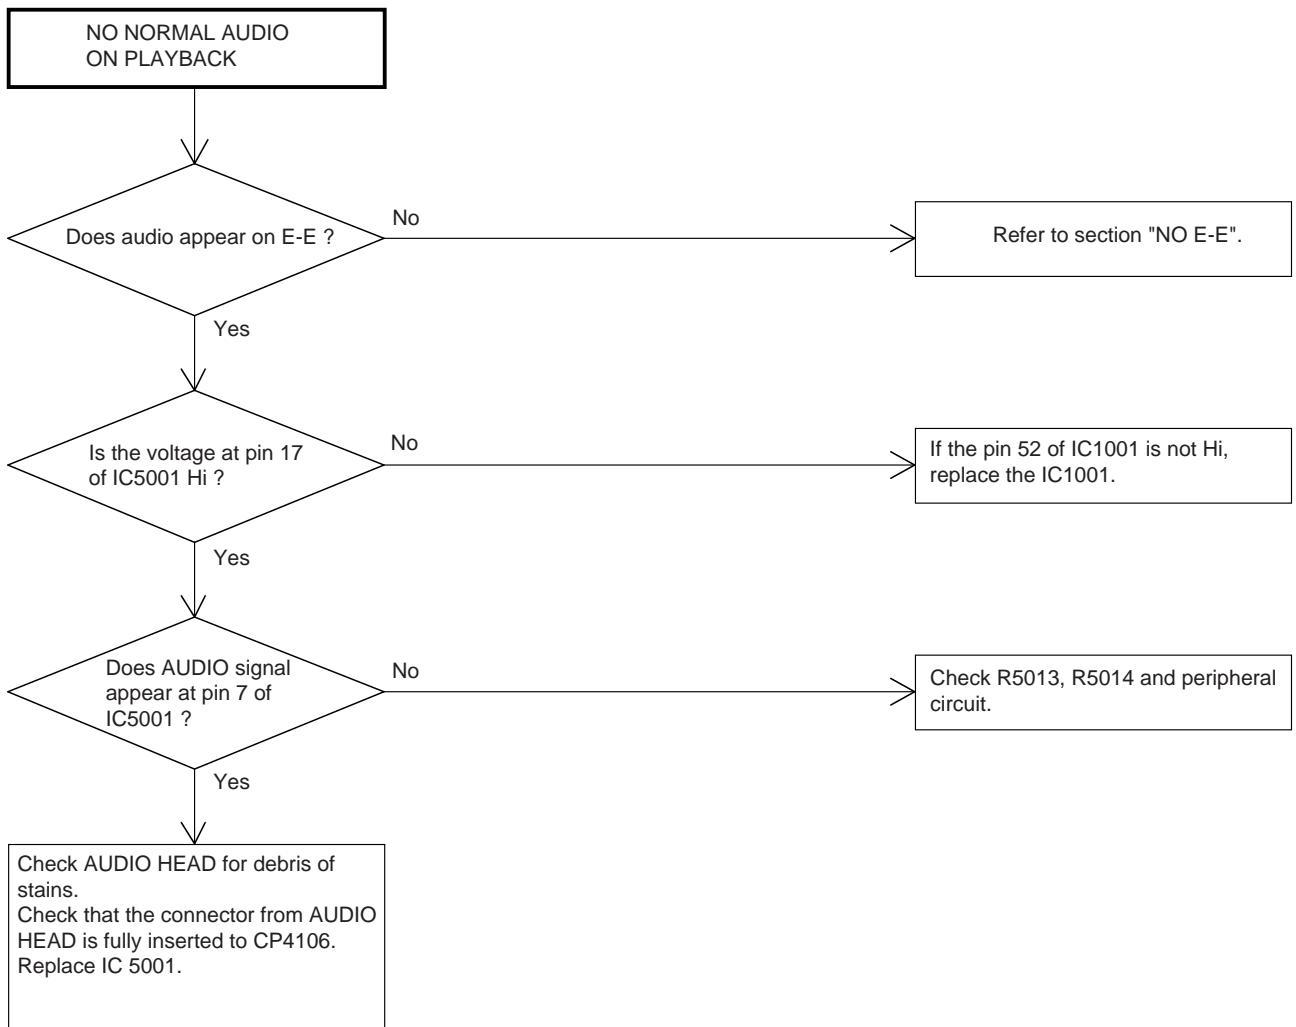 NO NORMAL AUDIO
ON PLAYBACK
Does audio appear on E-E ?
No
Refer to section "NO E-E".
Yes
Is the voltage at pin 17
of IC5001 Hi ?
No
If the pin 52 of IC1001 is not Hi,
replace the IC1001.
Yes
Does AUDIO signal
appear at pin 7 of
IC5001 ?
No
Check R5013, R5014 and peripheral
circuit.
Yes
Check AUDIO HEAD for debris of
stains.
Check that the connector from AUDIO
HEAD is fully inserted to CP4106.
Replace IC 5001.